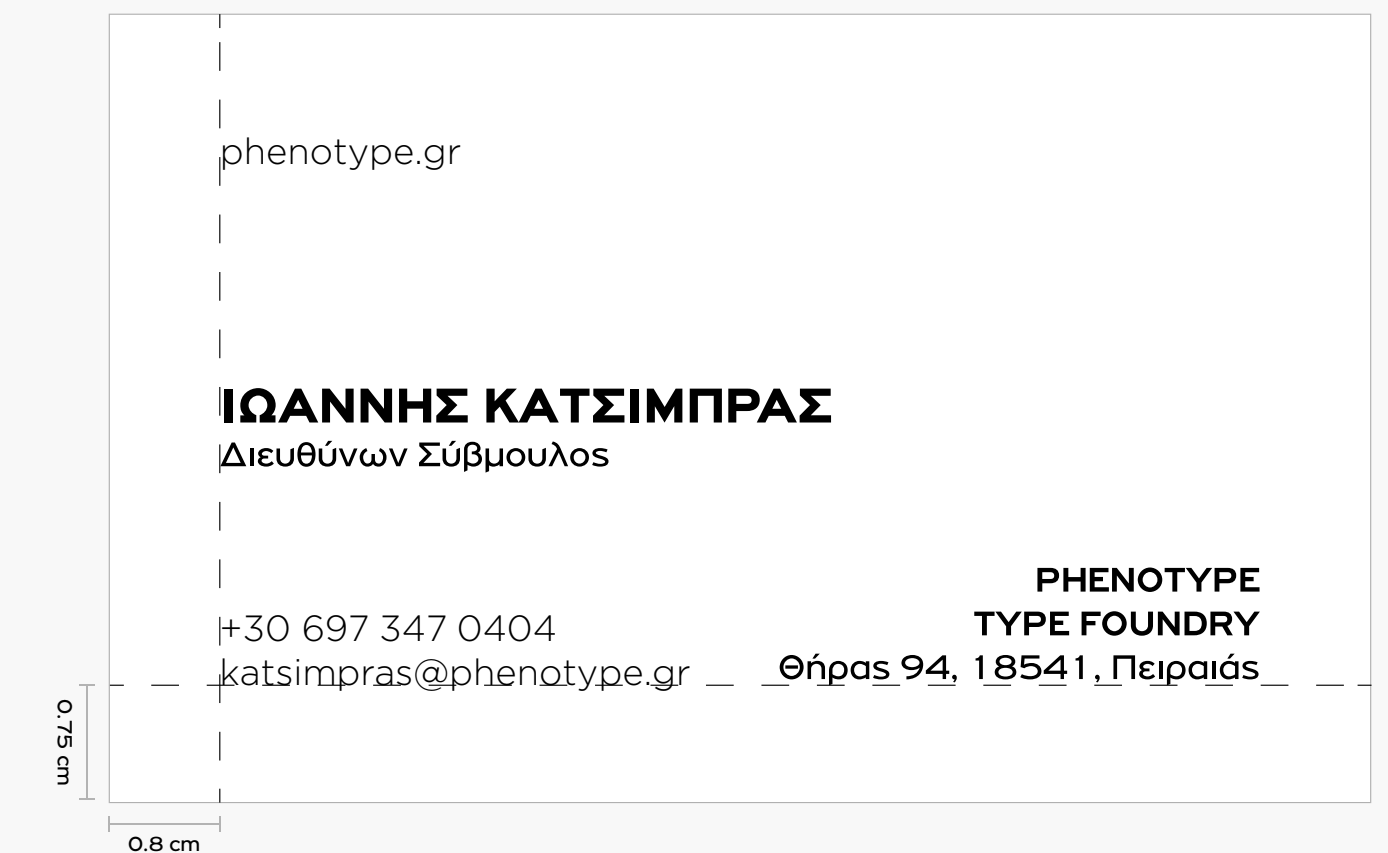 phenotype.gr
ΙΩΑΝΝΗΣ ΚΑΤΣΙΜΠΡΑΣ
Διευθύνων Σύβμουλος
+30 697 347 0404
katsimpras@phenotype.gr
PHENOTYPE
TYPE FOUNDRY
Θήρας 94, 18541, Πειραιάς
0.75 cm
0.8 cm